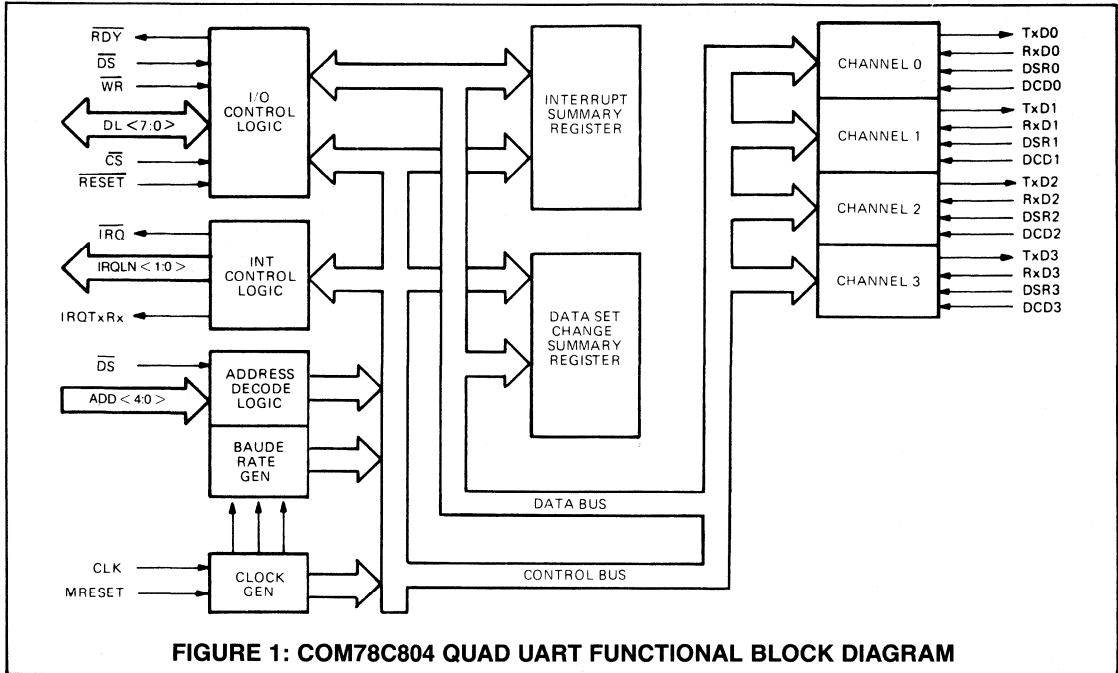 RDY
DS
WR
DL <7:0>
CS
RESET
I/O
CONTROL
LOGIC
IRQ
IRQLN < 1:0>
IRQTxRx
INT
CONTROL
LOGIC
DS
ADD < 4:0>
ADDRESS
DECODE
LOGIC
BAUDE
RATE
GEN
CLK
MRESET
CLOCK
GEN
INTERRUPT
SUMMARY
REGISTER
DATA SET
CHANGE
SUMMARY
REGISTER
DATA BUS
CONTROL BUS
CHANNEL 0
CHANNEL 1
CHANNEL 2
CHANNEL 3
TxD0
RxD0
DSR0
DCD0
TxD1
RxD1
DSR1
DCD1
TxD2
RxD2
DSR2
DCD2
TxD3
RxD3
DSR3
DCD3
FIGURE 1: COM78C804 QUAD UART FUNCTIONAL BLOCK DIAGRAM